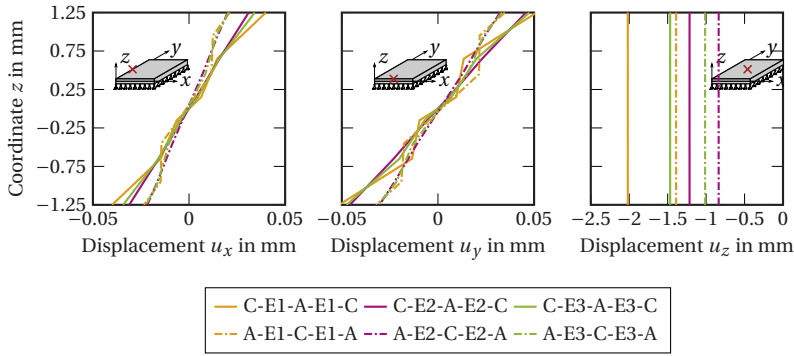 Coordinate z in mm
1.25
0.75
0.25
−0.25
−0.75
−1.25
−0.05
0
0.05
Displacement u_x in mm
z
y
x
−0.05
0
0.05
Displacement u_y in mm
z
y
x
−2.5
−2
−1.5
−1
−0.5
0
Displacement u_z in mm
z
y
x
C-E1-A-E1-C C-E2-A-E2-C C-E3-A-E3-C
A-E1-C-E1-A A-E2-C-E2-A A-E3-C-E3-A